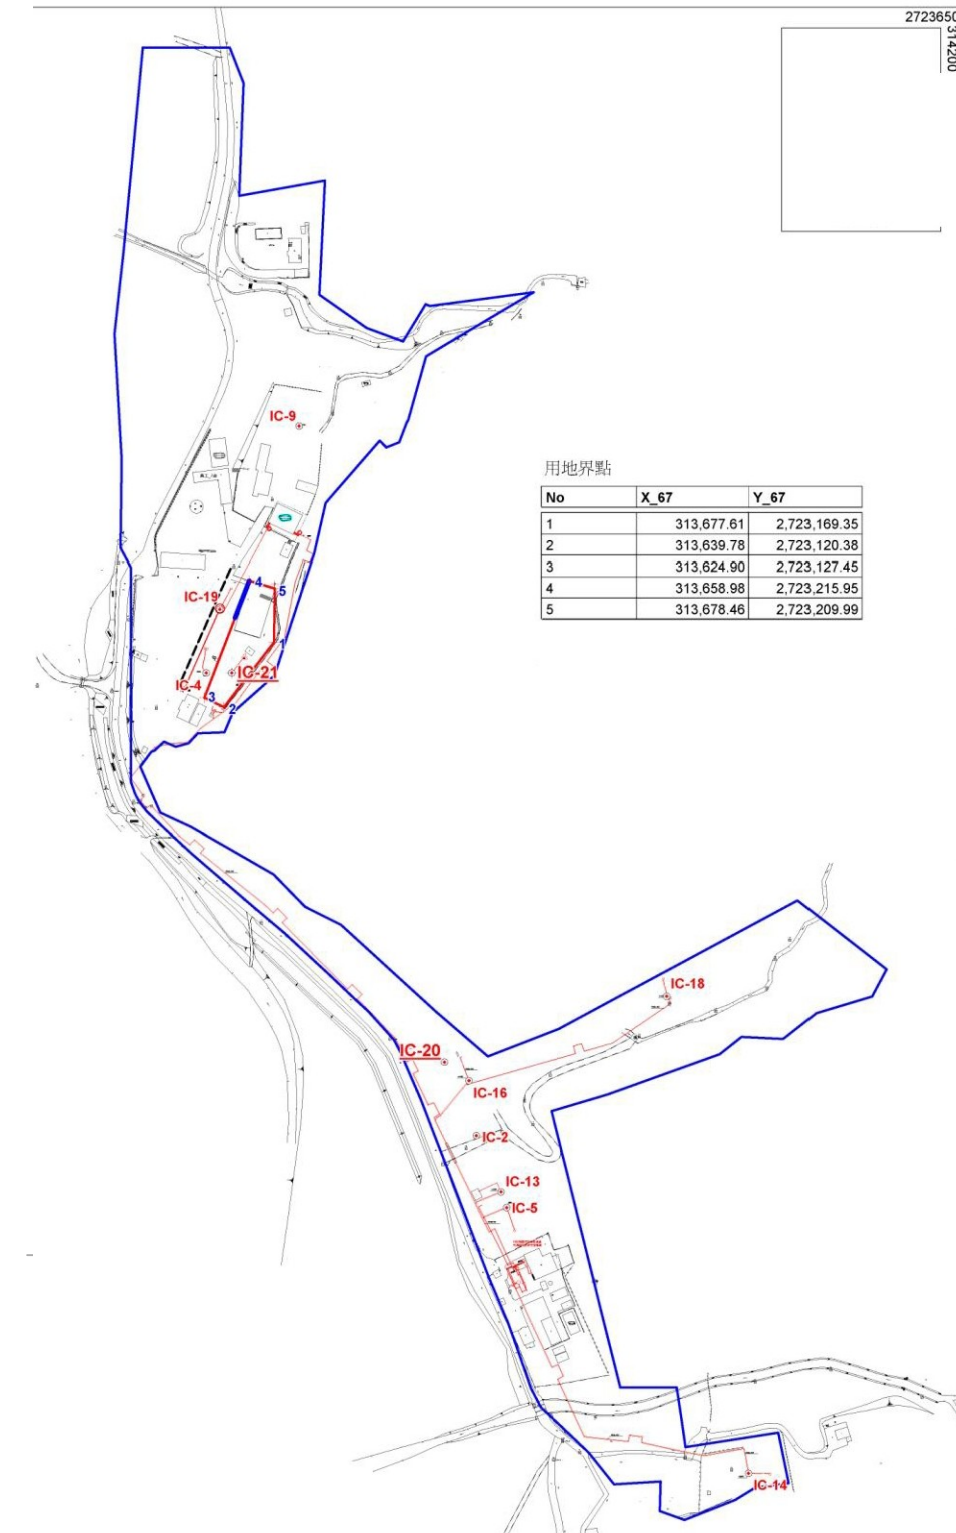 2723650
314200
IC-9
用地界點
No X_67 Y_67
1 313,677.61 2,723,169.35
2 313,639.78 2,723,120.38
3 313,624.90 2,723,127.45
4 313,658.98 2,723,215.95
5 313,678.46 2,723,209.99
4
5
IC-19
1
IC-4
IC-21
3
2
IC-18
IC-20
IC-16
IC-2
IC-13
IC-5
IC-14